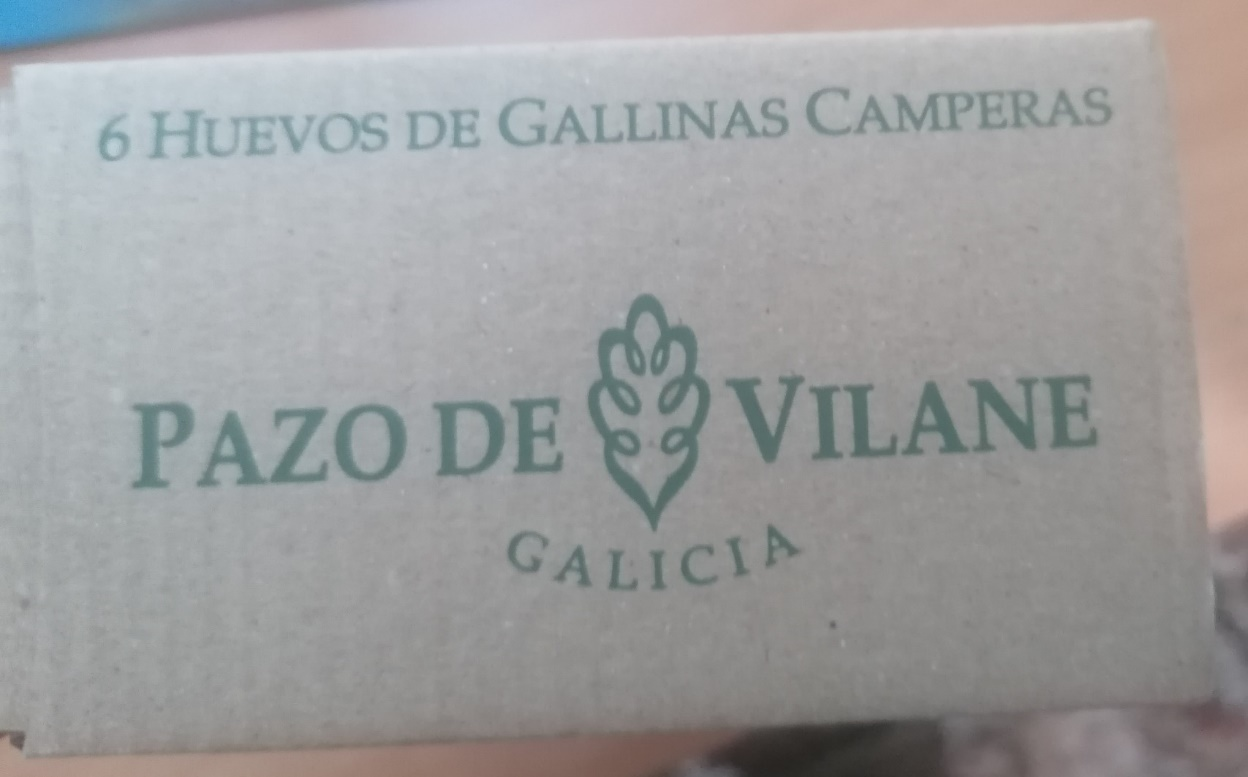 6 HUEVOS DE GALLINAS CAMPERAS
PAZO DE VILANE
GALICIA